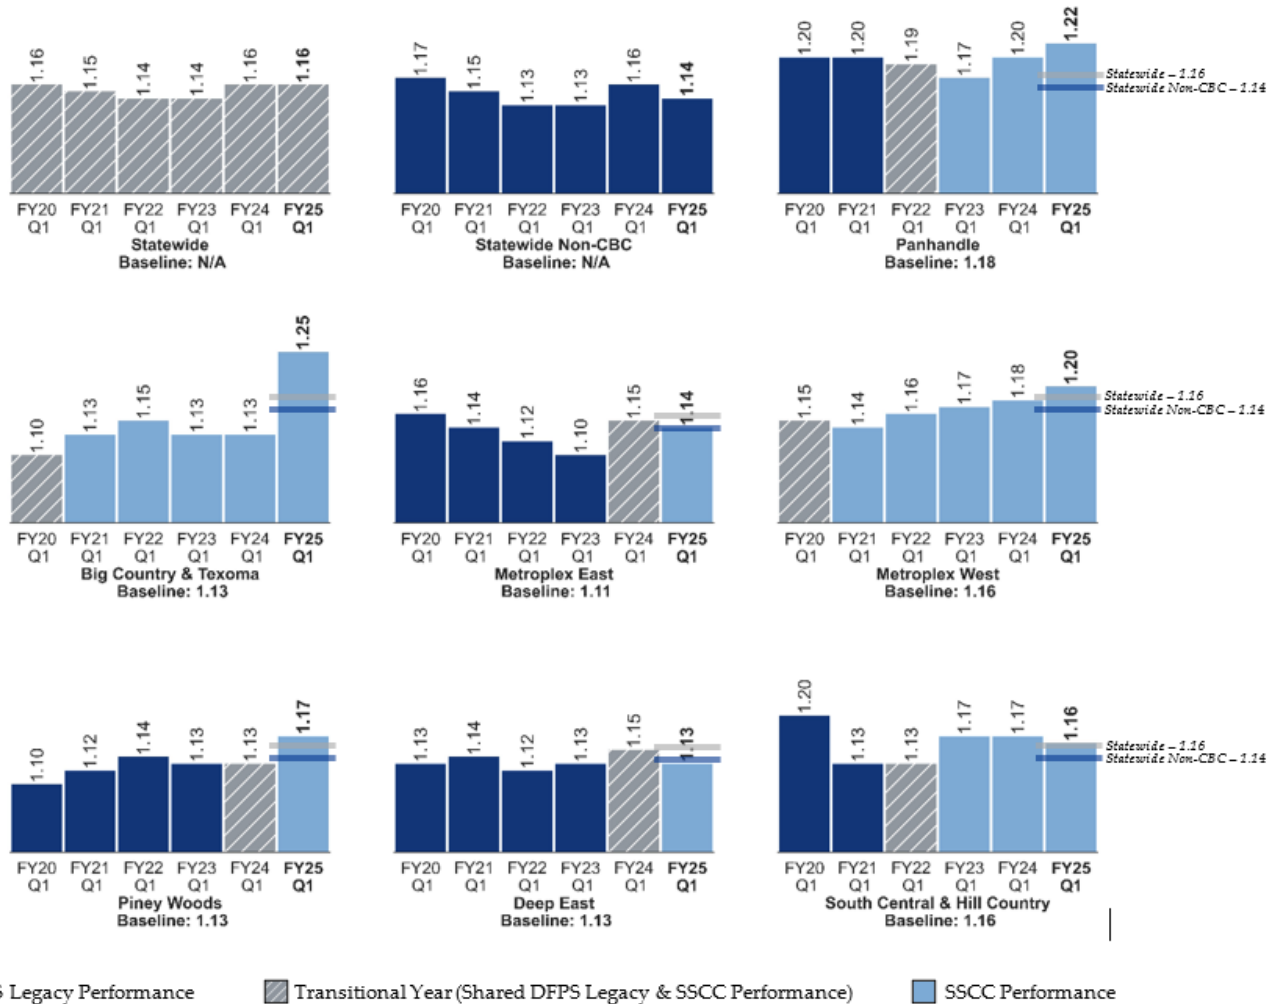 1.16 1.15 1.14 1.14 1.16 1.16
FY20 FY21 FY22 FY23 FY24 FY25
Q1 Q1 Q1 Q1 Q1 Q1
Statewide
Baseline: N/A
1.17 1.15 1.13 1.13 1.16 1.14
FY20 FY21 FY22 FY23 FY24 FY25
Q1 Q1 Q1 Q1 Q1 Q1
Statewide Non-CBC
Baseline: N/A
1.20 1.20 1.19 1.17 1.20 1.22
Statewide – 1.16
Statewide Non-CBC – 1.14
FY20 FY21 FY22 FY23 FY24 FY25
Q1 Q1 Q1 Q1 Q1 Q1
Panhandle
Baseline: 1.18
1.10 1.13 1.15 1.13 1.13 1.25
FY20 FY21 FY22 FY23 FY24 FY25
Q1 Q1 Q1 Q1 Q1 Q1
Big Country & Texoma
Baseline: 1.13
1.16 1.14 1.12 1.10 1.15 1.14
FY20 FY21 FY22 FY23 FY24 FY25
Q1 Q1 Q1 Q1 Q1 Q1
Metroplex East
Baseline: 1.11
1.15 1.14 1.16 1.17 1.18 1.20
Statewide – 1.16
Statewide Non-CBC – 1.14
FY20 FY21 FY22 FY23 FY24 FY25
Q1 Q1 Q1 Q1 Q1 Q1
Metroplex West
Baseline: 1.16
1.10 1.12 1.14 1.13 1.13 1.17
FY20 FY21 FY22 FY23 FY24 FY25
Q1 Q1 Q1 Q1 Q1 Q1
Piney Woods
Baseline: 1.13
1.13 1.14 1.12 1.13 1.15 1.13
FY20 FY21 FY22 FY23 FY24 FY25
Q1 Q1 Q1 Q1 Q1 Q1
Deep East
Baseline: 1.13
1.20 1.13 1.13 1.17 1.17 1.16
Statewide – 1.16
Statewide Non-CBC – 1.14
FY20 FY21 FY22 FY23 FY24 FY25
Q1 Q1 Q1 Q1 Q1 Q1
South Central & Hill Country
Baseline: 1.16
Legacy Performance
Transitional Year (Shared DFPS Legacy & SSCC Performance)
SSCC Performance